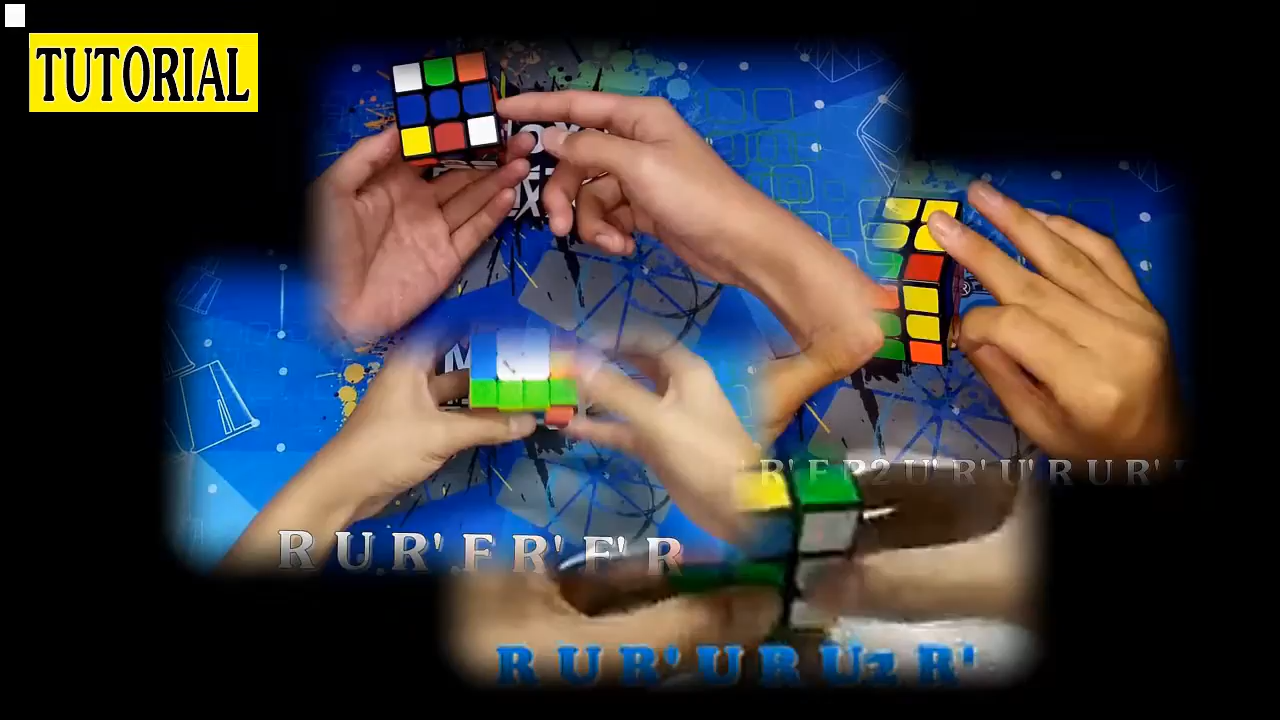 TUTORIAL
R' F R2 U' R' U' R U R'
R U R' F R' F' R
R U R' U R U2 R'